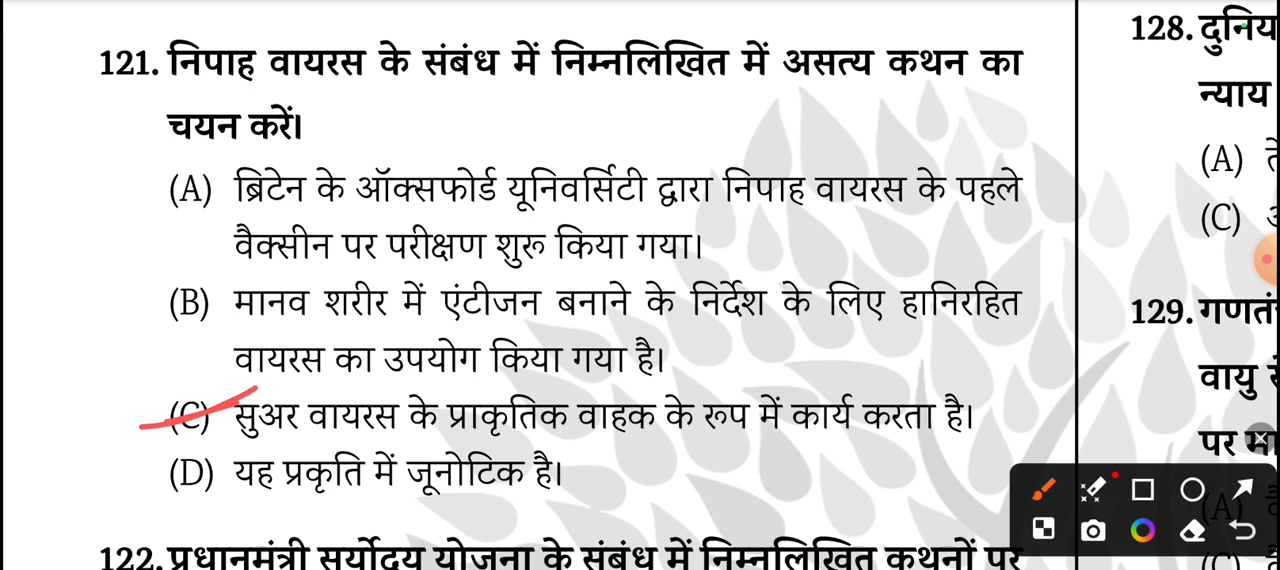 121. निपाह वायरस के संबंध में निम्नलिखित में असत्य कथन का
चयन करें।
(A) ब्रिटेन के ऑक्सफोर्ड यूनिवर्सिटी द्वारा निपाह वायरस के पहले
वैक्सीन पर परीक्षण शुरू किया गया।
(B) मानव शरीर में एंटीजन बनाने के निर्देश के लिए हानिरहित
वायरस का उपयोग किया गया है।
(C) सुअर वायरस के प्राकृतिक वाहक के रूप में कार्य करता है।
(D) यह प्रकृति में जूनोटिक है।
122. प्रधानमंत्री सूर्योदय योजना के संबंध में निम्नलिखित कथनों पर
128.
न्याय
(A)
(C)
129.
वायु
पर
(A)
(C)